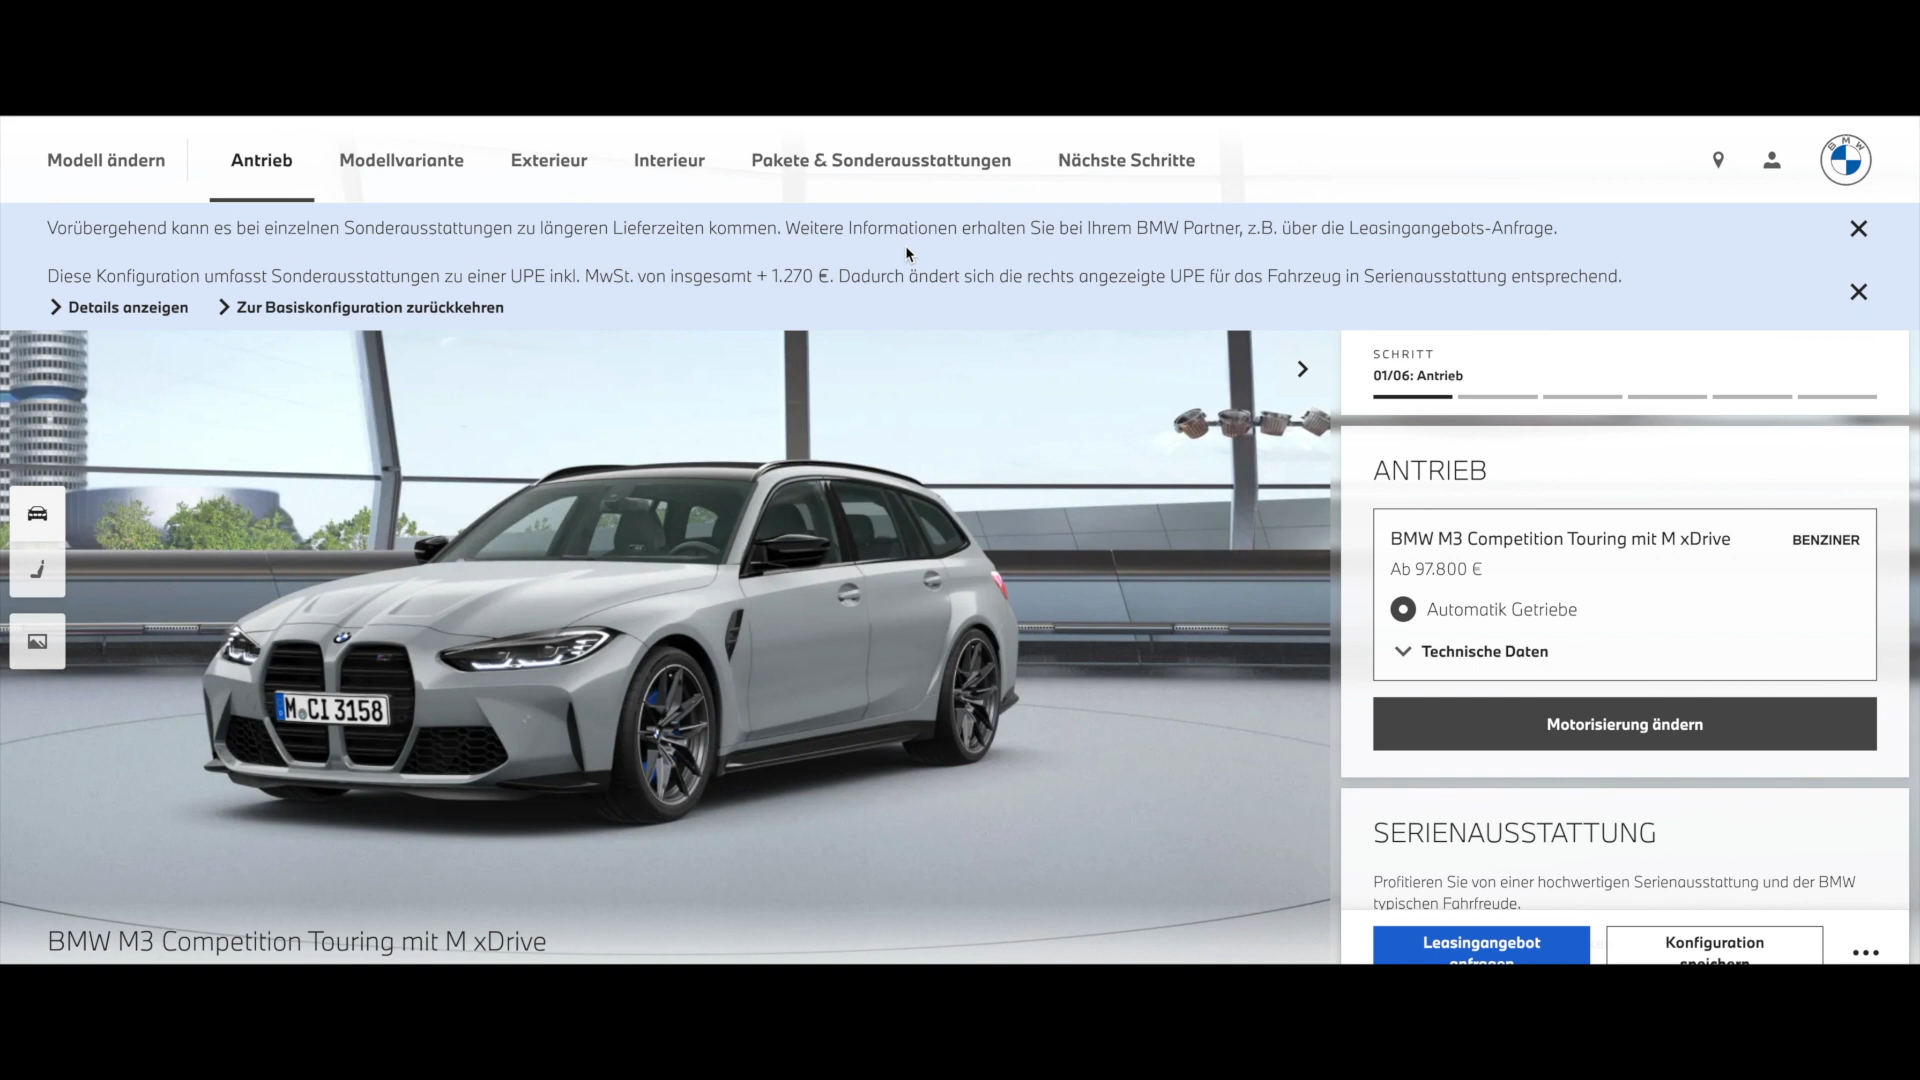 Modell ändern
Antrieb
Modellvariante
Exterieur
Interieur
Pakete & Sonderausstattungen
Nächste Schritte
BMW
Vorübergehend kann es bei einzelnen Sonderausstattungen zu längeren Lieferzeiten kommen. Weitere Informationen erhalten Sie bei Ihrem BMW Partner, z.B. über die Leasingangebots-Anfrage.
Diese Konfiguration umfasst Sonderausstattungen zu einer UPE inkl. MwSt. von insgesamt + 1.270 €. Dadurch ändert sich die rechts angezeigte UPE für das Fahrzeug in Serienausstattung entsprechend.
Details anzeigen
Zur Basiskonfiguration zurückkehren
M CI 3158
BMW M3 Competition Touring mit M xDrive
SCHRITT
01/06: Antrieb
ANTRIEB
BMW M3 Competition Touring mit M xDrive
BENZINER
Ab 97.800 €
Automatik Getriebe
Technische Daten
Motorisierung ändern
SERIENAUSSTATTUNG
Profitieren Sie von einer hochwertigen Serienausstattung und der BMW
typischen Fahrfreude.
Leasingangebot
anfragen
Konfiguration
speichern